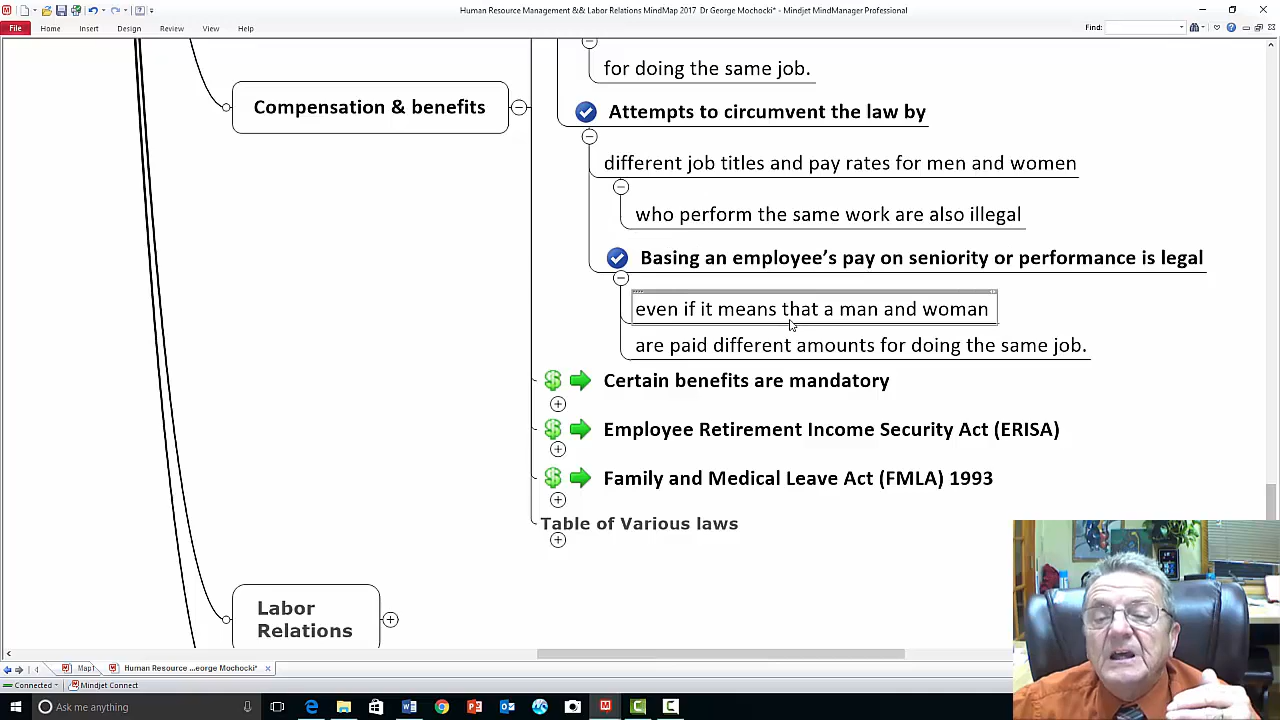 Human Resource Management && Labor Relations MindMap 2017 Dr George Mochocki* - Mindjet MindManager Professional
File Home Insert Design Review View Help Find:
for doing the same job.
Compensation & benefits
Attempts to circumvent the law by
different job titles and pay rates for men and women
who perform the same work are also illegal
Basing an employee's pay on seniority or performance is legal
even if it means that a man and woman
are paid different amounts for doing the same job.
Certain benefits are mandatory
Employee Retirement Income Security Act (ERISA)
Family and Medical Leave Act (FMLA) 1993
Table of Various laws
Labor
Relations
Map1 Human Resource ...eorge Mochocki*
Connected Mindjet Connect
Ask me anything